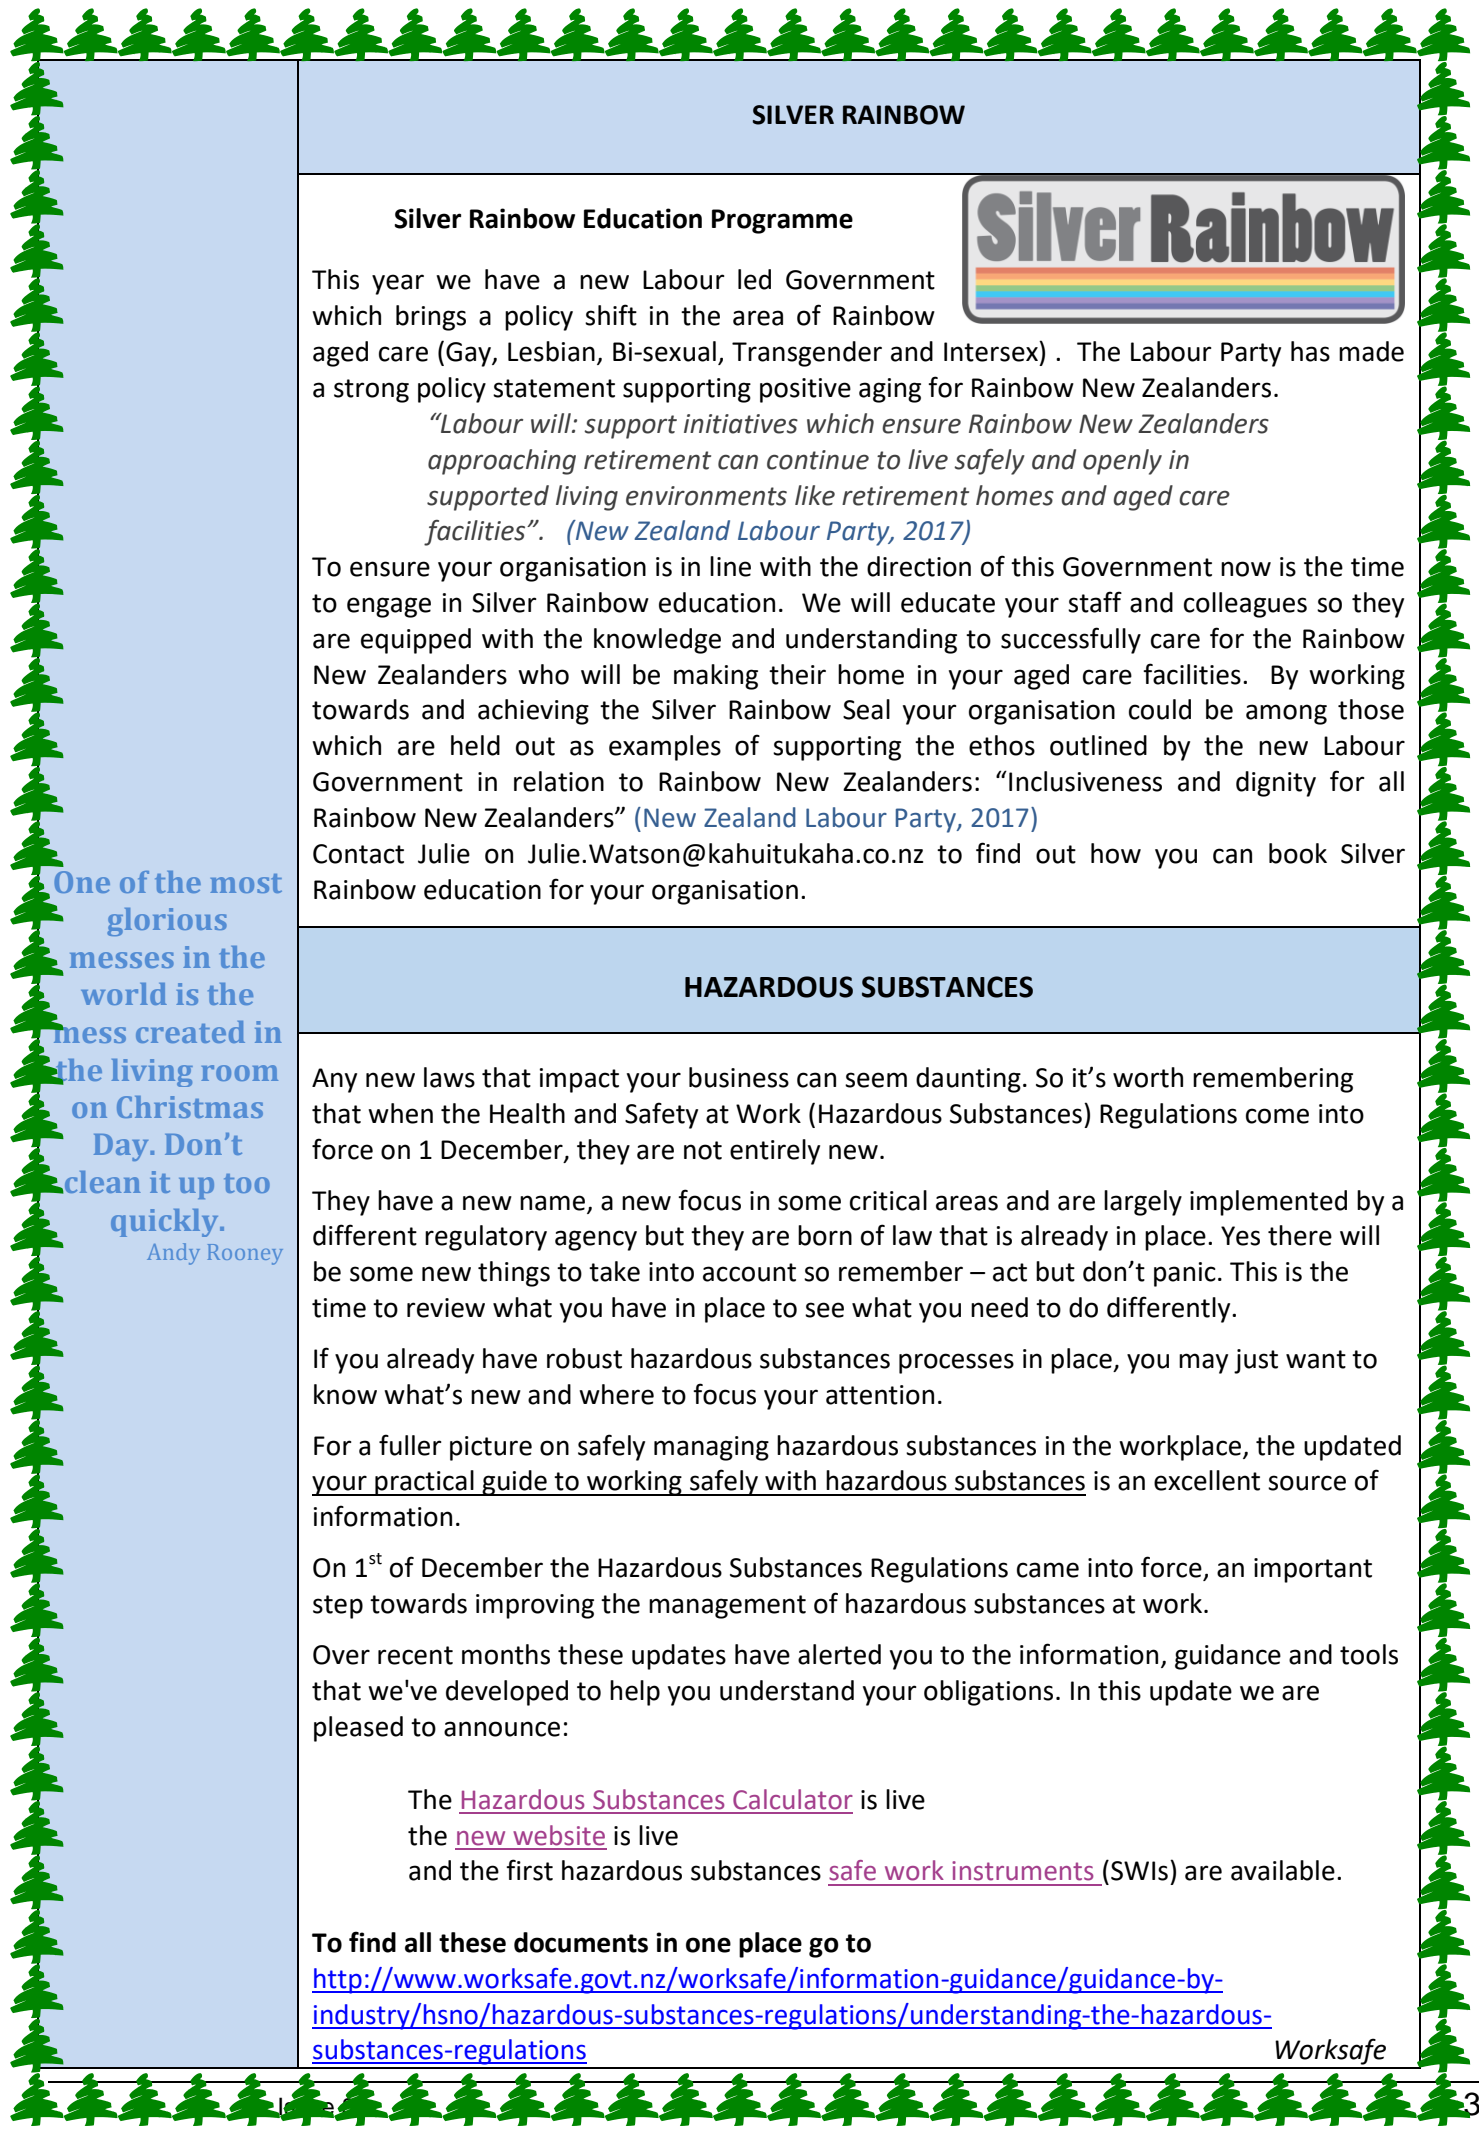 SILVER RAINBOW
Silver Rainbow Education Programme
Silver Rainbow
This year we have a new Labour led Government
which brings a policy shift in the area of Rainbow
aged care (Gay, Lesbian, Bi-sexual, Transgender and Intersex) . The Labour Party has made
a strong policy statement supporting positive aging for Rainbow New Zealanders.
“Labour will: support initiatives which ensure Rainbow New Zealanders
approaching retirement can continue to live safely and openly in
supported living environments like retirement homes and aged care
facilities”. (New Zealand Labour Party, 2017)
To ensure your organisation is in line with the direction of this Government now is the time
to engage in Silver Rainbow education. We will educate your staff and colleagues so they
are equipped with the knowledge and understanding to successfully care for the Rainbow
New Zealanders who will be making their home in your aged care facilities. By working
towards and achieving the Silver Rainbow Seal your organisation could be among those
which are held out as examples of supporting the ethos outlined by the new Labour
Government in relation to Rainbow New Zealanders: “Inclusiveness and dignity for all
Rainbow New Zealanders” (New Zealand Labour Party, 2017)
Contact Julie on Julie.Watson@kahuitukaha.co.nz to find out how you can book Silver
Rainbow education for your organisation.
One of the most
glorious
messes in the
world is the
mess created in
the living room
on Christmas
Day. Don’t
clean it up too
quickly.
Andy Rooney
HAZARDOUS SUBSTANCES
Any new laws that impact your business can seem daunting. So it’s worth remembering
that when the Health and Safety at Work (Hazardous Substances) Regulations come into
force on 1 December, they are not entirely new.
They have a new name, a new focus in some critical areas and are largely implemented by a
different regulatory agency but they are born of law that is already in place. Yes there will
be some new things to take into account so remember – act but don’t panic. This is the
time to review what you have in place to see what you need to do differently.
If you already have robust hazardous substances processes in place, you may just want to
know what’s new and where to focus your attention.
For a fuller picture on safely managing hazardous substances in the workplace, the updated
your practical guide to working safely with hazardous substances is an excellent source of
information.
On 1st of December the Hazardous Substances Regulations came into force, an important
step towards improving the management of hazardous substances at work.
Over recent months these updates have alerted you to the information, guidance and tools
that we've developed to help you understand your obligations. In this update we are
pleased to announce:
The Hazardous Substances Calculator is live
the new website is live
and the first hazardous substances safe work instruments (SWIs) are available.
To find all these documents in one place go to
http://www.worksafe.govt.nz/worksafe/information-guidance/guidance-by-
industry/hsno/hazardous-substances-regulations/understanding-the-hazardous-
substances-regulations Worksafe
3